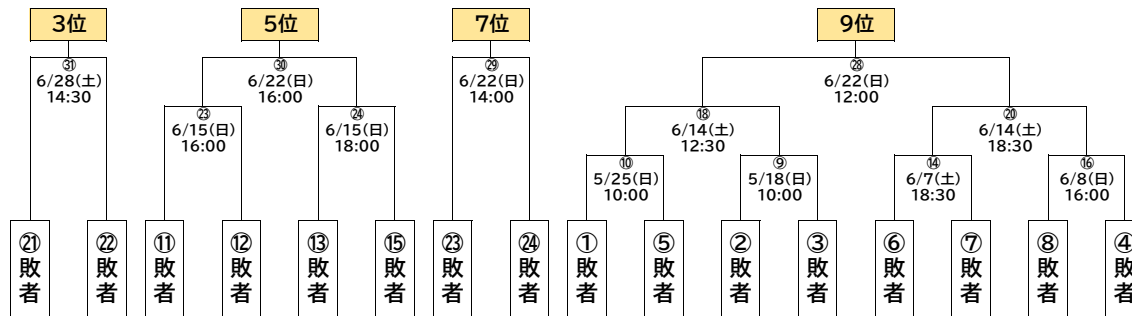 3位
5位
7位
9位
㉛
6/28(土)
14:30
㉚
6/22(日)
16:00
㉙
6/22(日)
14:00
㉘
6/22(日)
12:00
㉓
6/15(日)
16:00
㉔
6/15(日)
18:00
⑱
6/14(土)
12:30
⑳
6/14(土)
18:30
⑩
5/25(日)
10:00
⑨
5/18(日)
10:00
⑭
6/7(土)
18:30
⑯
6/8(日)
16:00
㉑敗者
㉒敗者
⑪敗者
⑫敗者
⑬敗者
⑮敗者
㉓敗者
㉔敗者
①敗者
⑤敗者
②敗者
③敗者
⑥敗者
⑦敗者
⑧敗者
④敗者